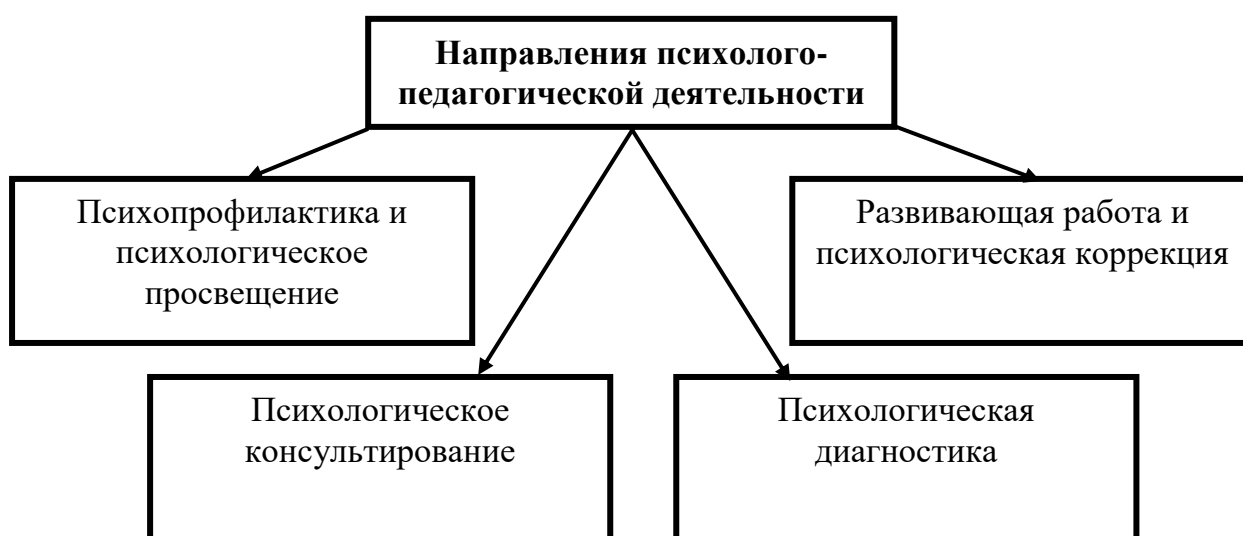 Направления психолого-
педагогической деятельности
Психопрофилактика и
психологическое
просвещение
Развивающая работа и
психологическая коррекция
Психологическое
консультирование
Психологическая
диагностика